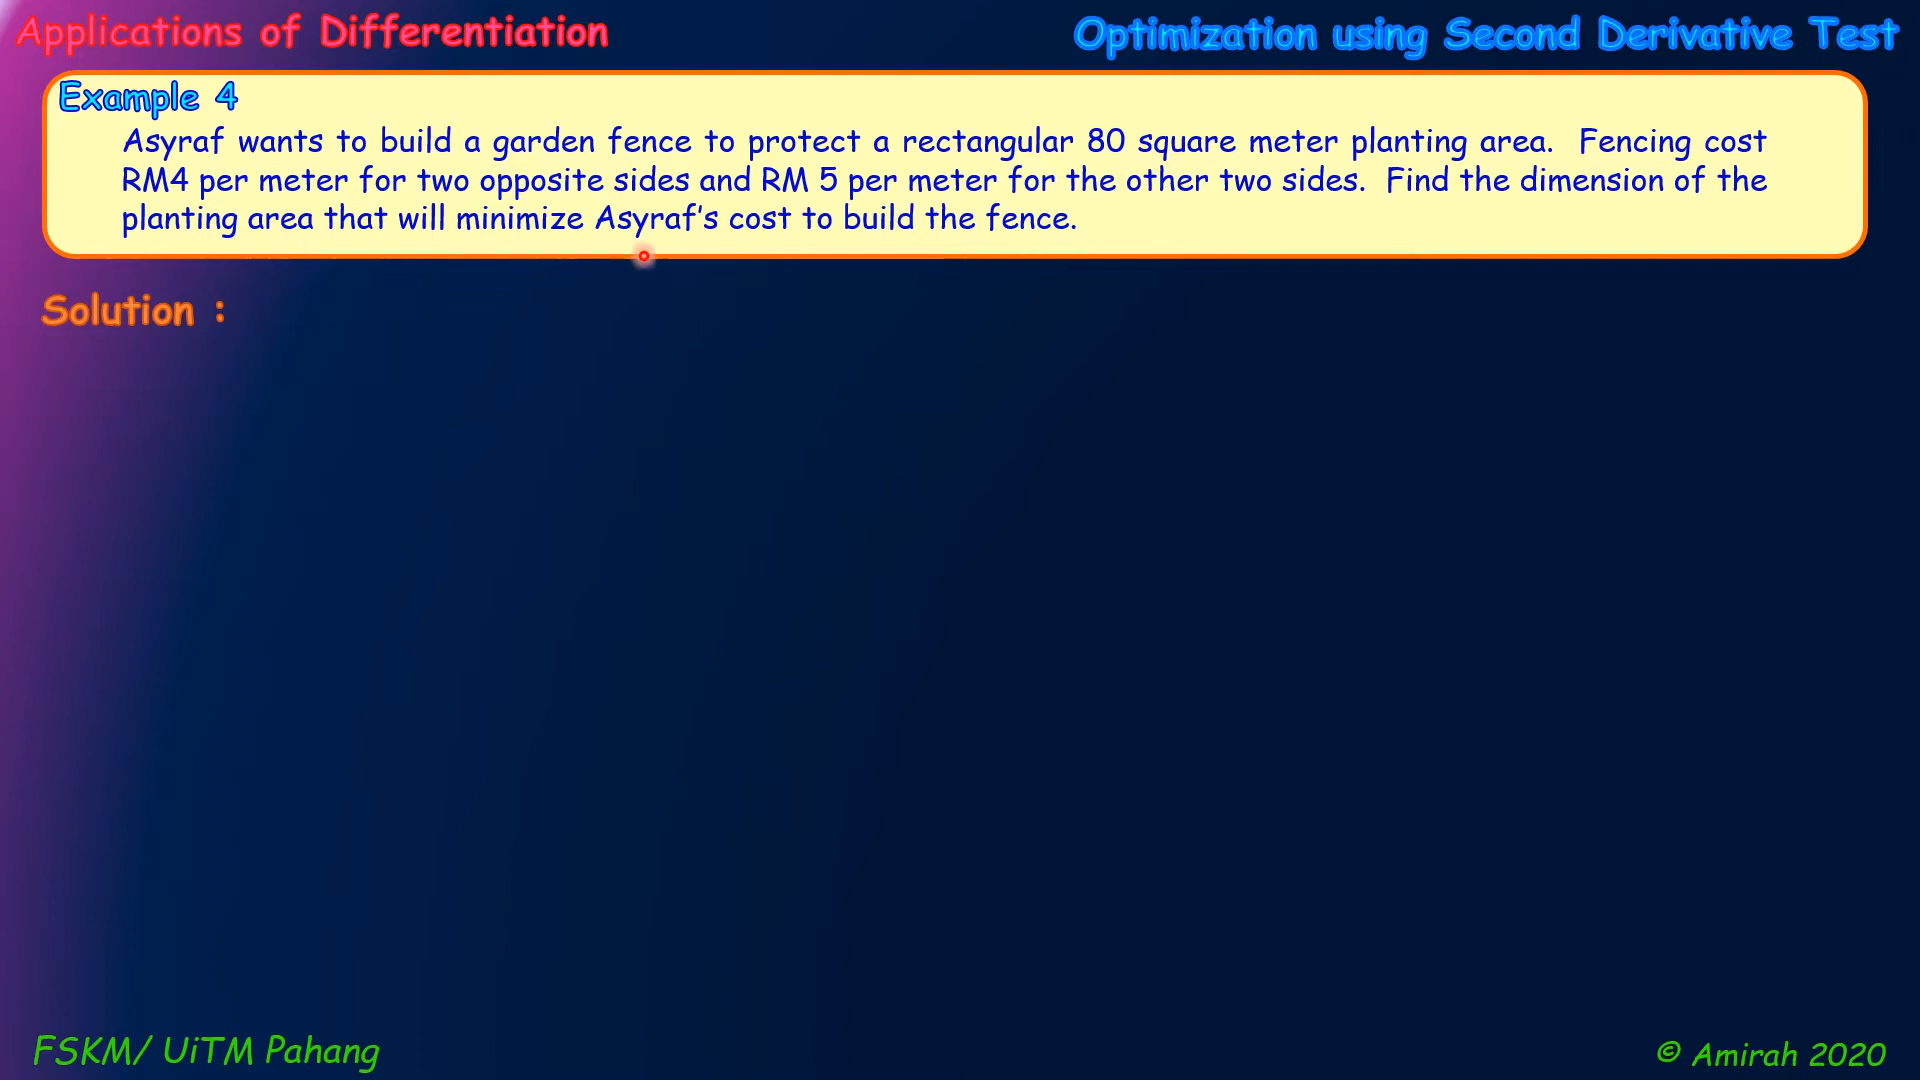 Applications of Differentiation
Optimization using Second Derivative Test
Example 4
Asyraf wants to build a garden fence to protect a rectangular 80 square meter planting area. Fencing cost
RM4 per meter for two opposite sides and RM 5 per meter for the other two sides. Find the dimension of the
planting area that will minimize Asyraf's cost to build the fence.
Solution :
FSKM/ UiTM Pahang
© Amirah 2020